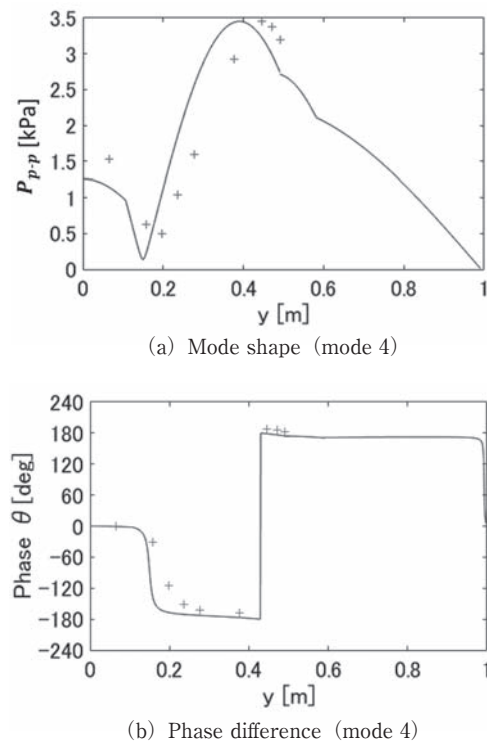 3.5
3
2.5
2
1.5
1
0.5
0
P_{p-p} [kPa]
0 0.2 0.4 0.6 0.8 1
y [m]
(a) Mode shape (mode 4)
240
180
120
60
0
-60
-120
-180
-240
Phase θ [deg]
0 0.2 0.4 0.6 0.8 1
y [m]
(b) Phase difference (mode 4)